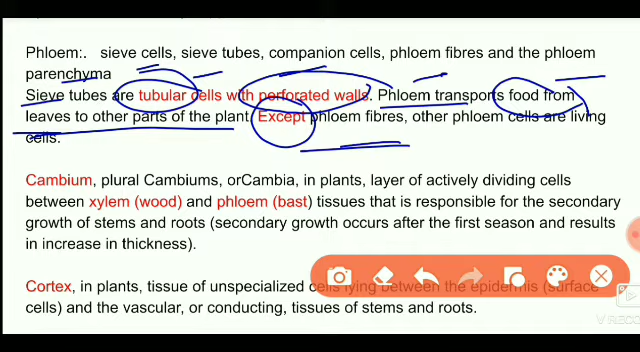 Phloem:. sieve cells, sieve tubes, companion cells, phloem fibres and the phloem
parenchyma
Sieve tubes are tubular cells with perforated walls. Phloem transports food from
leaves to other parts of the plant. Except phloem fibres, other phloem cells are living
cells.
Cambium, plural Cambiums, orCambia, in plants, layer of actively dividing cells
between xylem (wood) and phloem (bast) tissues that is responsible for the secondary
growth of stems and roots (secondary growth occurs after the first season and results
in increase in thickness).
Cortex, in plants, tissue of unspecialized cells lying between the epidermis (surface
cells) and the vascular, or conducting, tissues of stems and roots.